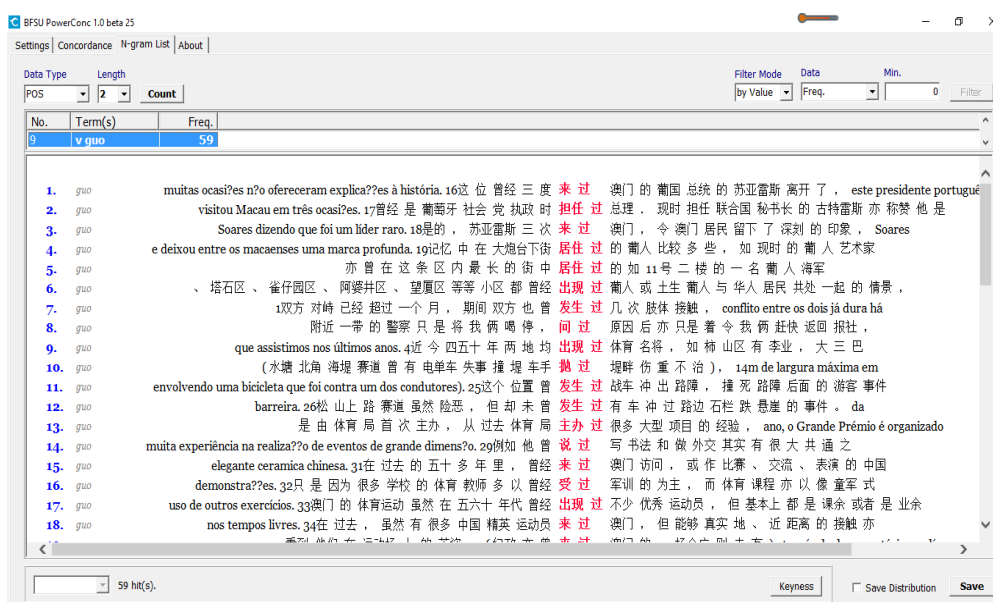 BFSU PowerConc 1.0 beta 25
Settings Concordance N-gram List About
Data Type Length Filter Mode Data Min.
POS 2 Count by Value Freq. 0 Filter
No. Term(s) Freq.
9 v guo 59
1. guo muitas ocasi?es n?o ofereceram explica??es à história. 16这 位 曾经 三 度 来 过 澳门 的 葡国 总统 的 苏亚雷斯 离开 了 ， este presidente portugu
2. guo visitou Macau em três ocasi?es. 17曾经 是 葡萄牙 社会 党 执政 时 担任 过 总理 . 现时 担任 联合国 秘书长 的 古特雷斯 亦 称赞 他 是
3. guo Soares dizendo que foi um líder raro. 18是的 ， 苏亚雷斯 三 次 来 过 澳门 ， 令 澳门 居民 留下 了 深刻 的 印象 ， Soares
4. guo e deixou entre os macaenses uma marca profunda. 19记忆 中 在 大炮台下街 居住 过 的 葡人 比较 多 些 ， 如 现时 的 葡 人 艺术家
5. guo 亦 曾 在 这 条 区 内 最 长 的 街 中 居住 过 的 如 11号 二 楼 的 一 名 葡 人 海军
6. guo 、 塔石区 、 雀仔园区 、 阿婆井区 、 望厦区 等等 小区 都 曾经 出现 过 葡人 或 土生 葡人 与 华人 居民 共处 一起 的 情景 ，
7. guo 1双方 对峙 已经 超过 一个 月 ， 期间 双方 也 曾 发生 过 几 次 肢体 接触 ， conflito entre os dois já dura há
8. guo 附近 一带 的 警察 只 是 将 我 俩 喝停 ， 问 过 原因 后 亦 只是 着 令 我 俩 赶快 返回 报社 ，
9. guo que assistimos nos últimos anos. 4近 今 四五十 年 两 地 均 出现 过 体育 名将 ， 如 柿 山区 有 李业 ， 大 三 巴
10. guo (水塘 北角 海堤 赛道 曾 有 电单车 失事 撞 堤 车手 抛 过 堤畔 伤 重 不 治 ) ， 14m de largura máxima em
11. guo envolvendo uma bicicleta que foi contra um dos condutores). 25这个 位置 曾 发生 过 战车 冲 出 路障 ， 撞 死 路障 后面 的 游客 事件
12. guo barreira. 26松 山上 路 赛道 虽然 险恶 ， 但 却 未 曾 发生 过 有 车 冲 过 路边 石栏 跌 悬崖 的 事件 。 da
13. guo 是 由 体育 局 首次 主办 ， 从 过去 体育 局 主办 过 很多 大型 项目 的 经验 ， ano, o Grande Prémio é organizado
14. guo muita experiência na realiza??o de eventos de grande dimens?o. 29例如 他 曾 说 过 写 书法 和 做 外交 其实 有 很 大 共 通 之
15. guo elegante ceramica chinesa. 31在 过去 的 五十 多 年 里 ， 曾经 来 过 澳门 访问 ， 或 作 比赛 、 交流 、 表演 的 中国
16. guo demonstra??es. 32只 是 因为 很多 学校 的 体育 教师 多 以 曾经 受 过 军训 的 为主 ， 而 体育 课程 亦 以 像 童军 式
17. guo uso de outros exercícios. 33澳门 的 体育运动 虽然 在 五六十 年代 曾经 出现 过 不少 优秀 运动员 ， 但 基本上 都 是 课余 或者 是 业余
18. guo nos tempos livres. 34在 过去 ， 虽然 有 很多 中国 精英 运动员 来 过 澳门 ， 但 能够 真实 地 、 近 距离 的 接触 亦
59 hit(s). Keyness Save Distribution Save